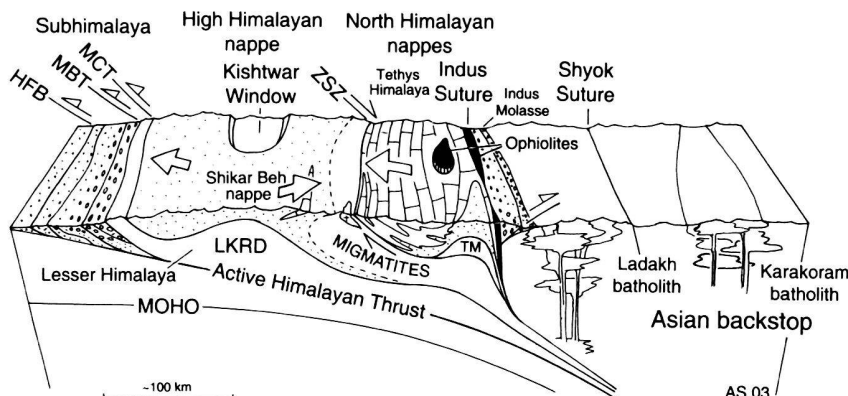 Subhimalaya
High Himalayan
nappe
North Himalayan
nappes
HFB
MBT
MCT
Kishtwar
Window
ZSZ
Tethys
Himalaya
Indus
Suture
Indus
Molasse
Shyok
Suture
Ophiolites
Shikar Beh
nappe
A
LKRD
MIGMATITES
TM
Lesser Himalaya
Active Himalayan Thrust
MOHO
Ladakh
batholith
Karakoram
batholith
Asian backstop
~100 km
AS 03